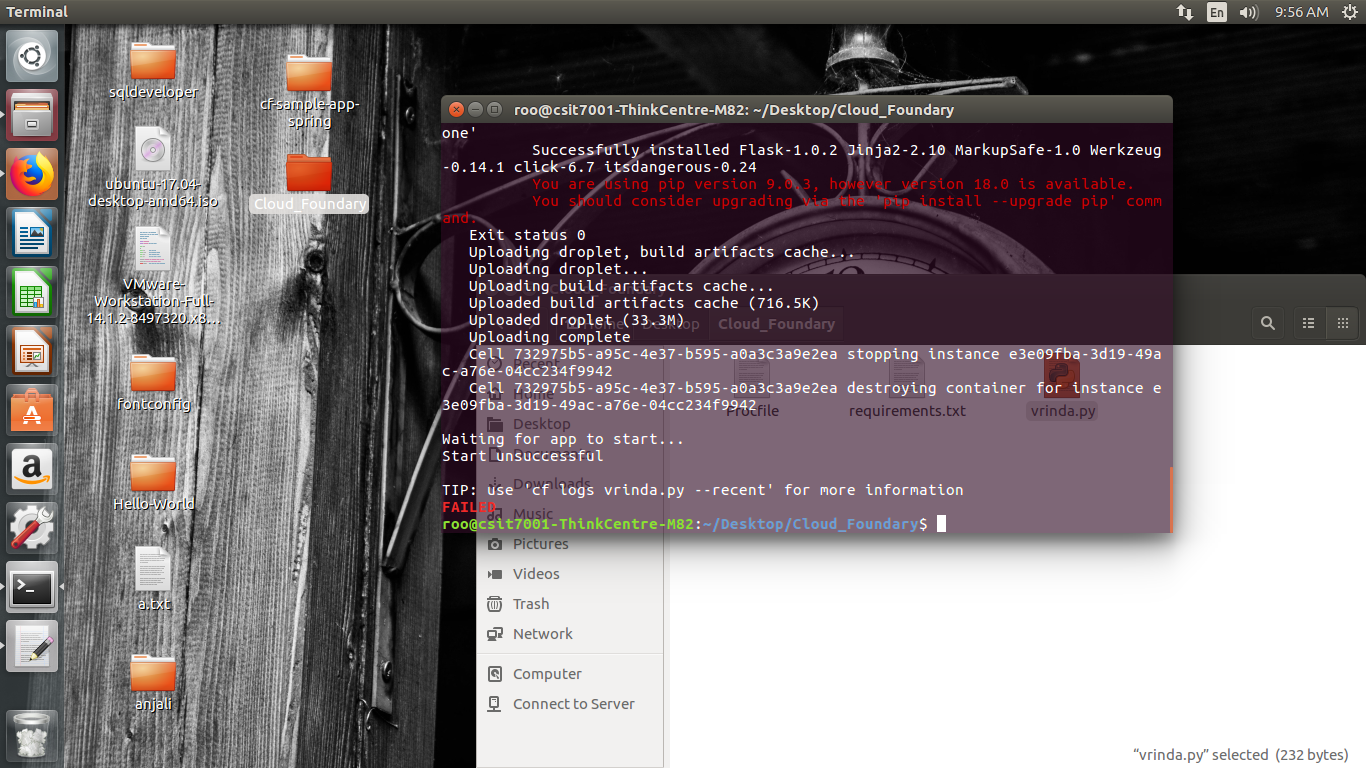 Terminal
En
9:56 AM
sqldeveloper
cf-sample-app-
spring
ubuntu-17.04-
desktop-amd64.iso
Cloud_Foundary
VMware-
Workstation-Full-
14.1.2-8497320.x8...
fontconfig
Hello-World
a.txt
anjali
roo@csit7001-ThinkCentre-M82: ~/Desktop/Cloud_Foundary
one'
Successfully installed Flask-1.0.2 Jinja2-2.10 MarkupSafe-1.0 Werkzeug
-0.14.1 click-6.7 itsdangerous-0.24
You are using pip version 9.0.3, however version 18.0 is available.
You should consider upgrading via the 'pip install --upgrade pip' comm
and.
Exit status 0
Uploading droplet, build artifacts cache...
Uploading droplet...
Uploading build artifacts cache...
Uploaded build artifacts cache (716.5K)
Uploaded droplet (33.3M)
Uploading complete
Cell 732975b5-a95c-4e37-b595-a0a3c3a9e2ea stopping instance e3e09fba-3d19-49a
c-a76e-04cc234f9942
Cell 732975b5-a95c-4e37-b595-a0a3c3a9e2ea destroying container for instance e
3e09fba-3d19-49ac-a76e-04cc234f9942
Waiting for app to start...
Start unsuccessful
TIP: use 'cf logs vrinda.py --recent' for more information
FAILED
roo@csit7001-ThinkCentre-M82:~/Desktop/Cloud_Foundary$
Home
Desktop
Cloud_Foundary
Recent
Home
Desktop
Downloads
Music
Pictures
Videos
Trash
Network
Computer
Connect to Server
Procfile
requirements.txt
vrinda.py
“vrinda.py” selected (232 bytes)